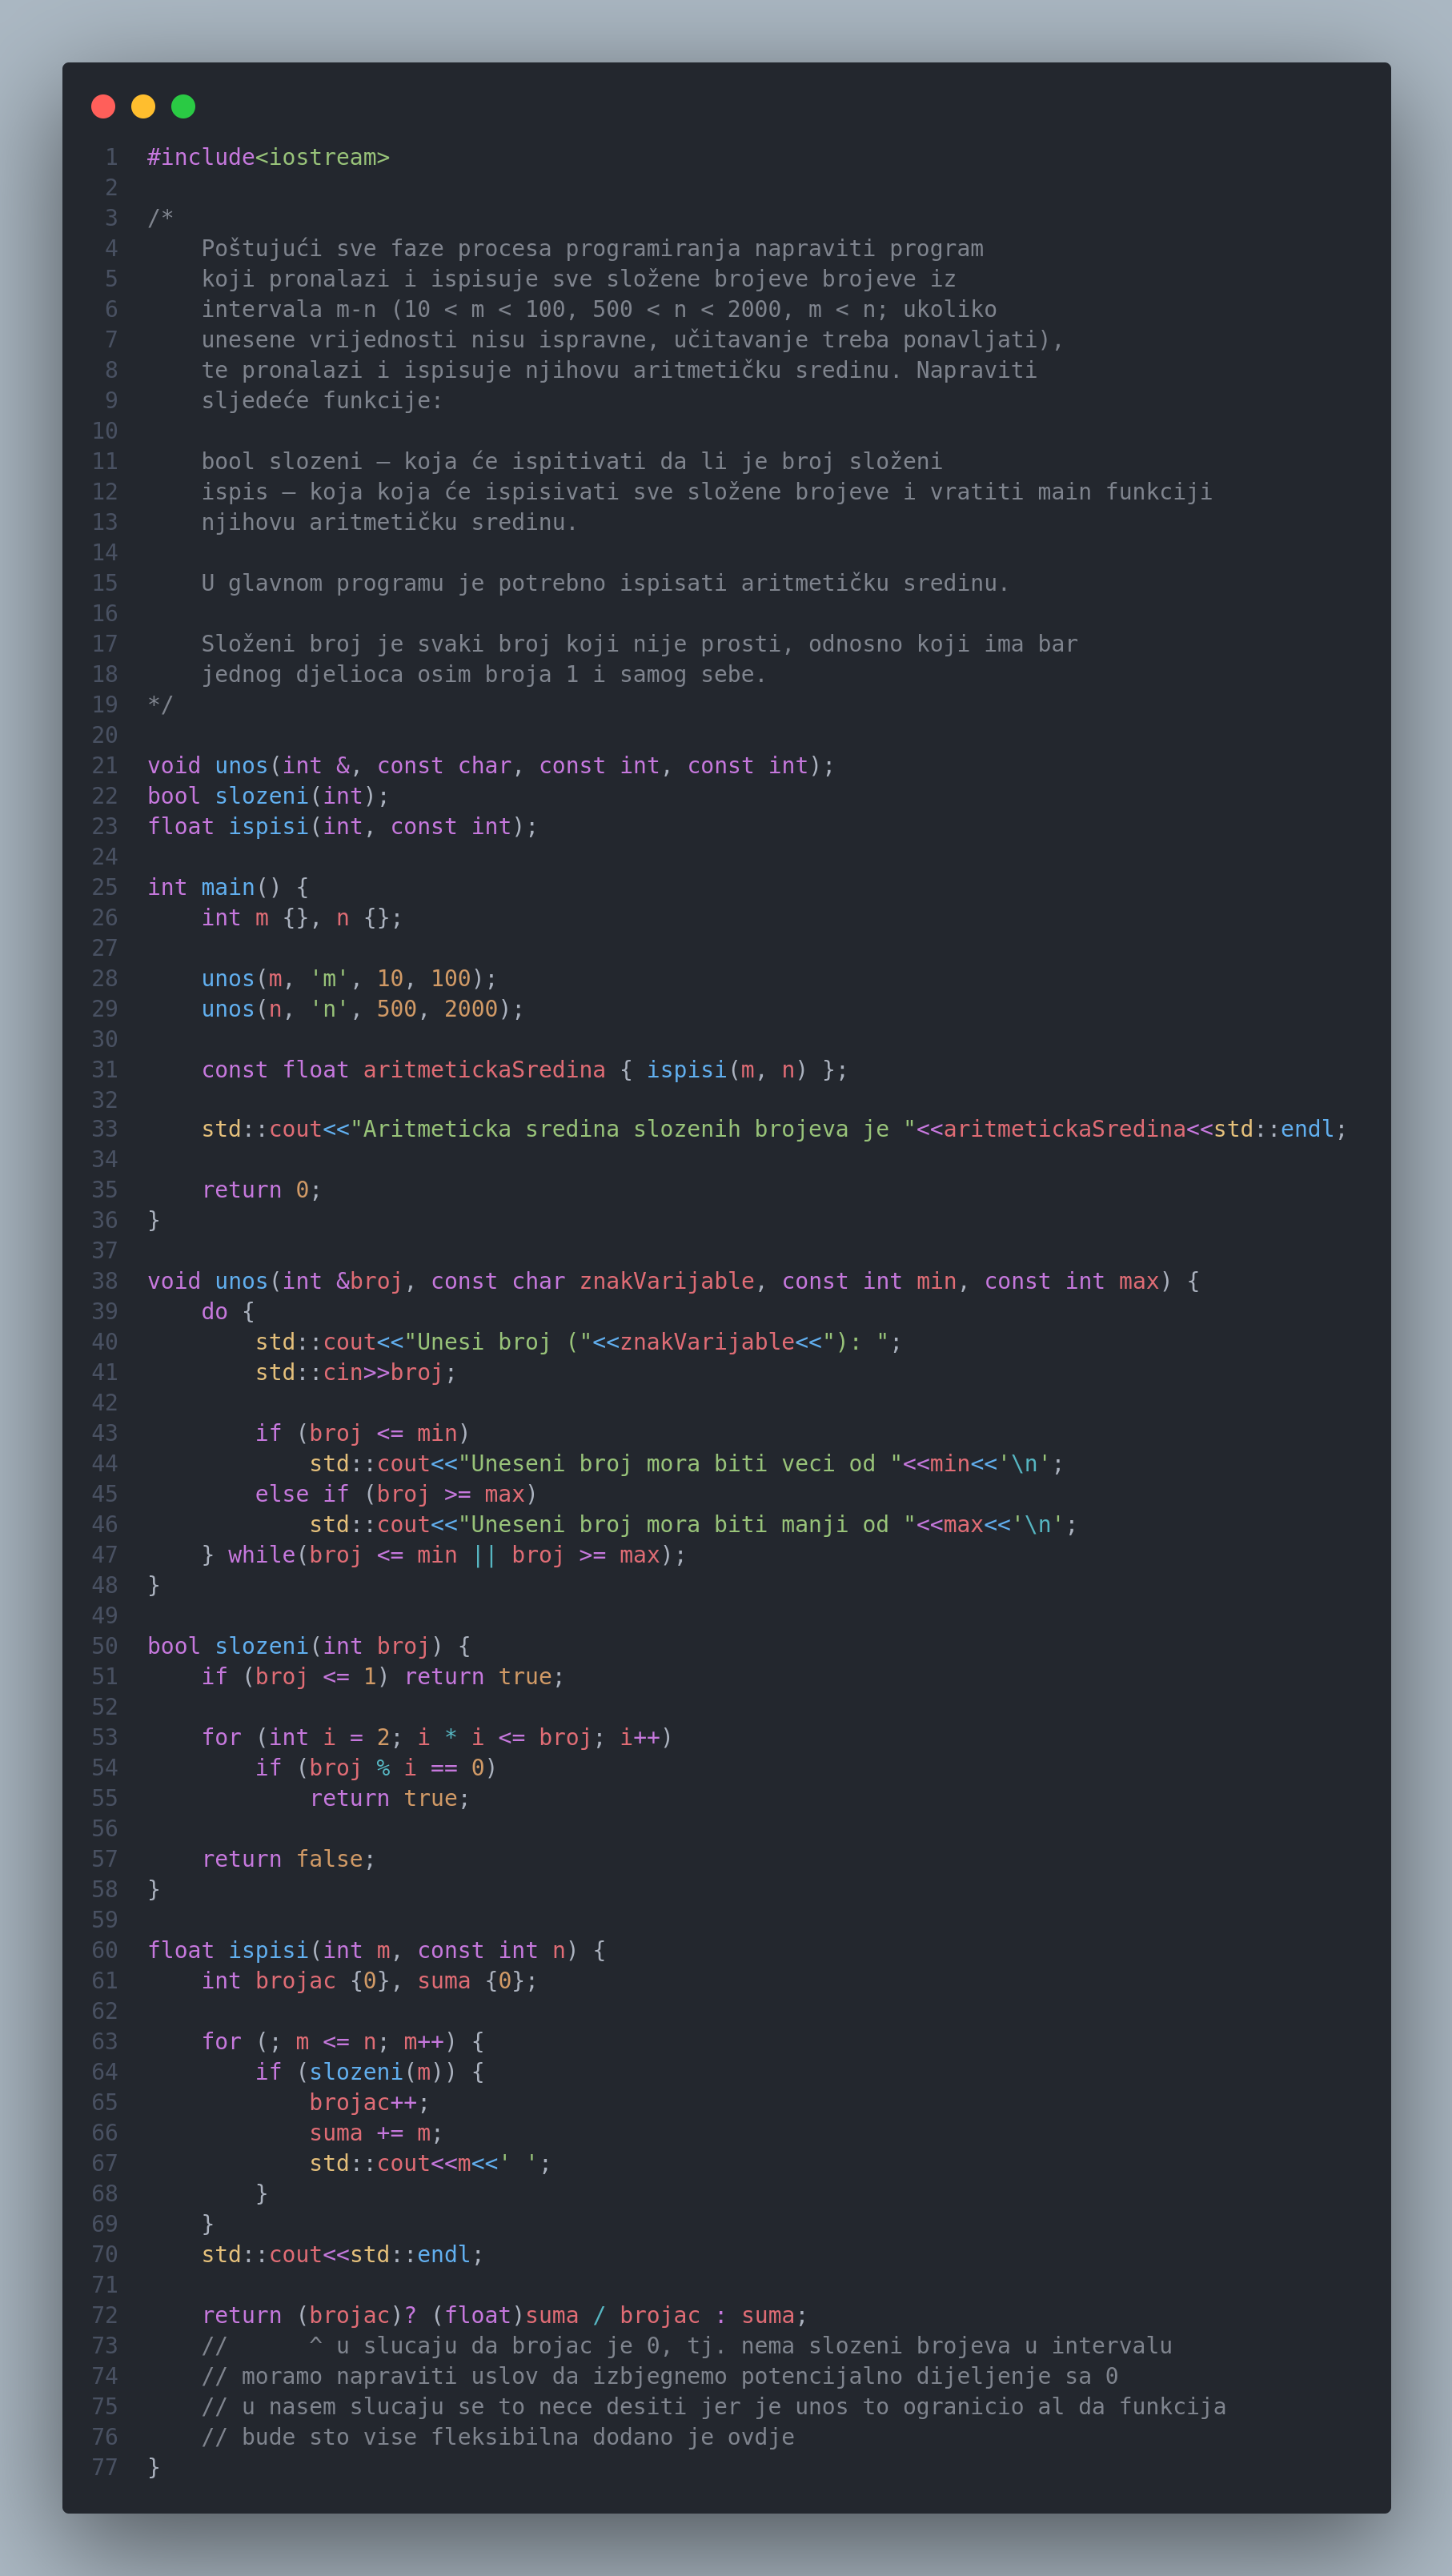 1 #include<iostream>
2
3 /*
4     Poštujući sve faze procesa programiranja napraviti program
5     koji pronalazi i ispisuje sve složene brojeve brojeve iz
6     intervala m-n (10 < m < 100, 500 < n < 2000, m < n; ukoliko
7     unesene vrijednosti nisu ispravne, učitavanje treba ponavljati),
8     te pronalazi i ispisuje njihovu aritmetičku sredinu. Napraviti
9     sljedeće funkcije:
10
11     bool slozeni – koja će ispitivati da li je broj složeni
12     ispis – koja koja će ispisivati sve složene brojeve i vratiti main funkciji
13     njihovu aritmetičku sredinu.
14
15     U glavnom programu je potrebno ispisati aritmetičku sredinu.
16
17     Složeni broj je svaki broj koji nije prosti, odnosno koji ima bar
18     jednog djelioca osim broja 1 i samog sebe.
19 */
20
21 void unos(int &, const char, const int, const int);
22 bool slozeni(int);
23 float ispisi(int, const int);
24
25 int main() {
26     int m {}, n {};
27
28     unos(m, 'm', 10, 100);
29     unos(n, 'n', 500, 2000);
30
31     const float aritmetickaSredina { ispisi(m, n) };
32
33     std::cout<<"Aritmeticka sredina slozenih brojeva je "<<aritmetickaSredina<<std::endl;
34
35     return 0;
36 }
37
38 void unos(int &broj, const char znakVarijable, const int min, const int max) {
39     do {
40         std::cout<<"Unesi broj ("<<znakVarijable<<"): ";
41         std::cin>>broj;
42
43         if (broj <= min)
44             std::cout<<"Uneseni broj mora biti veci od "<<min<<'\n';
45         else if (broj >= max)
46             std::cout<<"Uneseni broj mora biti manji od "<<max<<'\n';
47     } while(broj <= min || broj >= max);
48 }
49
50 bool slozeni(int broj) {
51     if (broj <= 1) return true;
52
53     for (int i = 2; i * i <= broj; i++)
54         if (broj % i == 0)
55             return true;
56
57     return false;
58 }
59
60 float ispisi(int m, const int n) {
61     int brojac {0}, suma {0};
62
63     for (; m <= n; m++) {
64         if (slozeni(m)) {
65             brojac++;
66             suma += m;
67             std::cout<<m<<' ';
68         }
69     }
70     std::cout<<std::endl;
71
72     return (brojac)? (float)suma / brojac : suma;
73     //      ^ u slucaju da brojac je 0, tj. nema slozeni brojeva u intervalu
74     // moramo napraviti uslov da izbjegnemo potencijalno dijeljenje sa 0
75     // u nasem slucaju se to nece desiti jer je unos to ogranicio al da funkcija
76     // bude sto vise fleksibilna dodano je ovdje
77 }